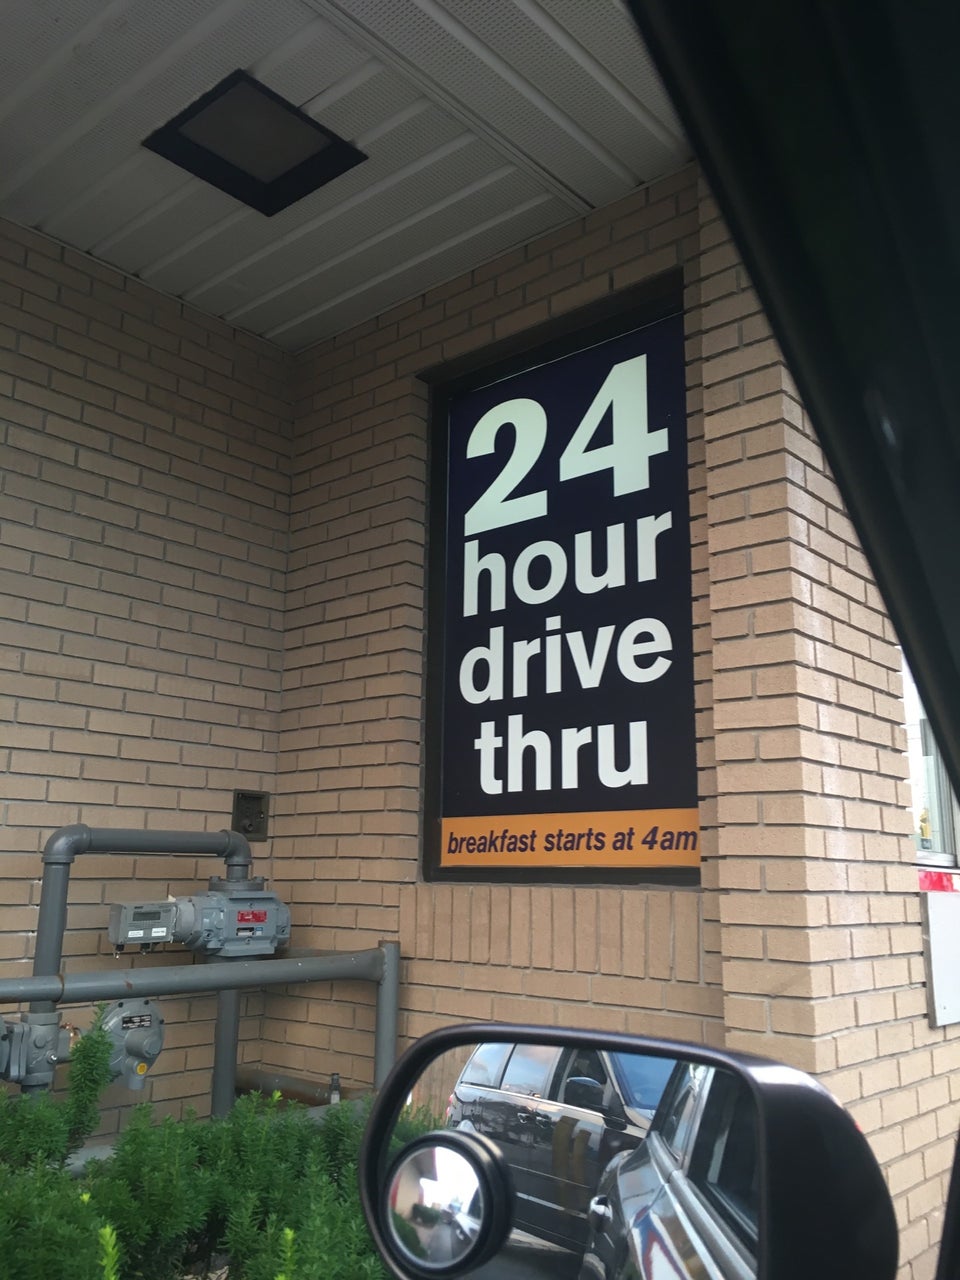 24
hour
drive
thru
breakfast starts at 4am